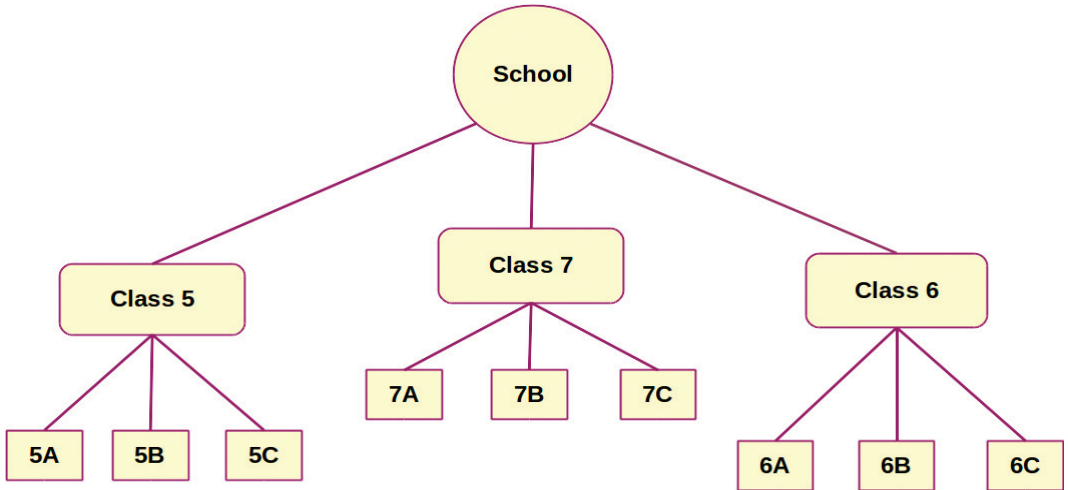 School
Class 5
Class 7
Class 6
5A
5B
5C
7A
7B
7C
6A
6B
6C